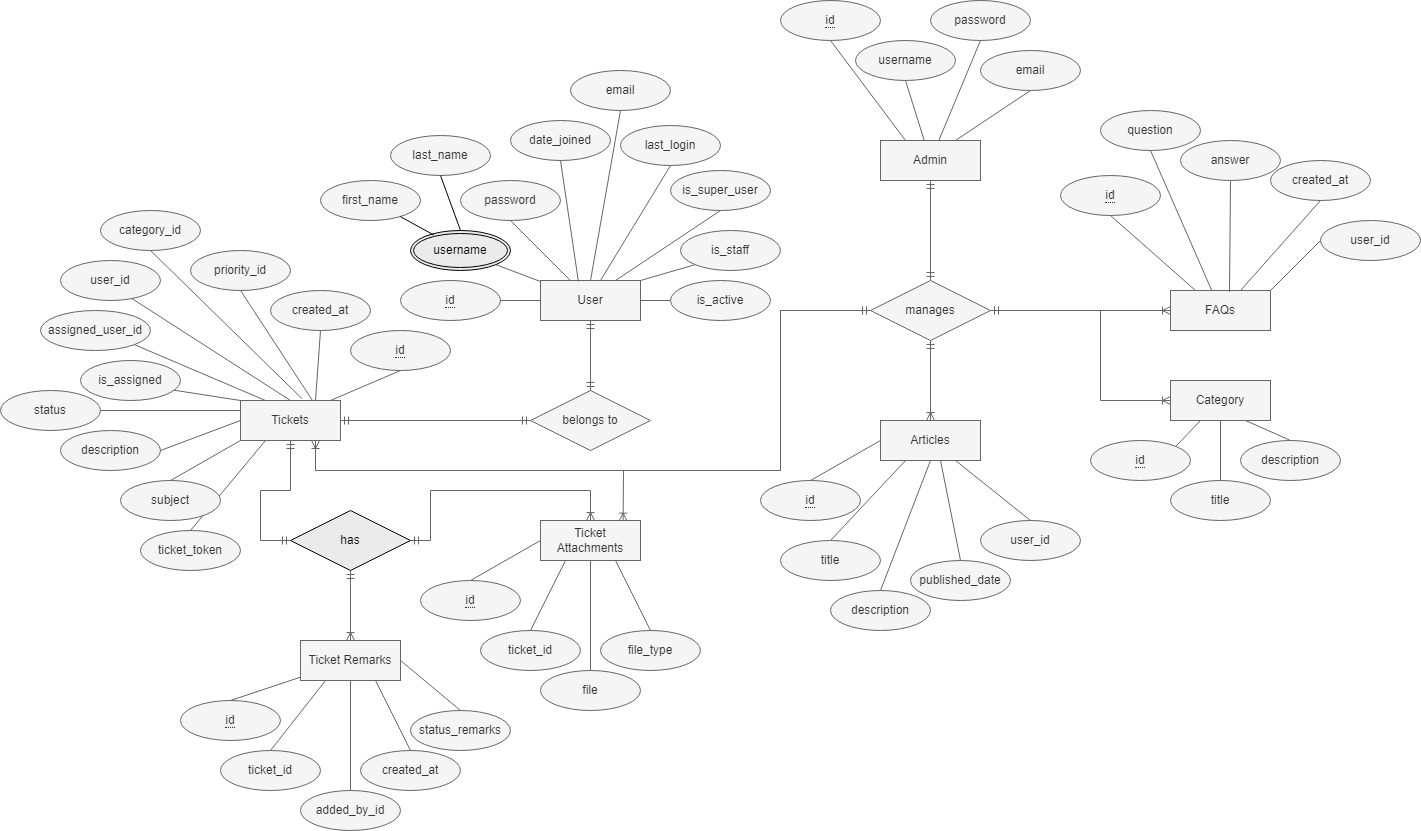 id
password
username
email
Admin
email
date_joined
last_login
last_name
password
is_super_user
first_name
username
is_staff
id
User
is_active
question
answer
id
created_at
user_id
manages
FAQs
category_id
user_id
priority_id
assigned_user_id
created_at
id
is_assigned
status
Tickets
belongs to
description
subject
ticket_token
Category
id
description
title
Articles
id
title
user_id
published_date
description
has
Ticket
Attachments
id
ticket_id
file_type
file
Ticket Remarks
id
status_remarks
ticket_id
created_at
added_by_id